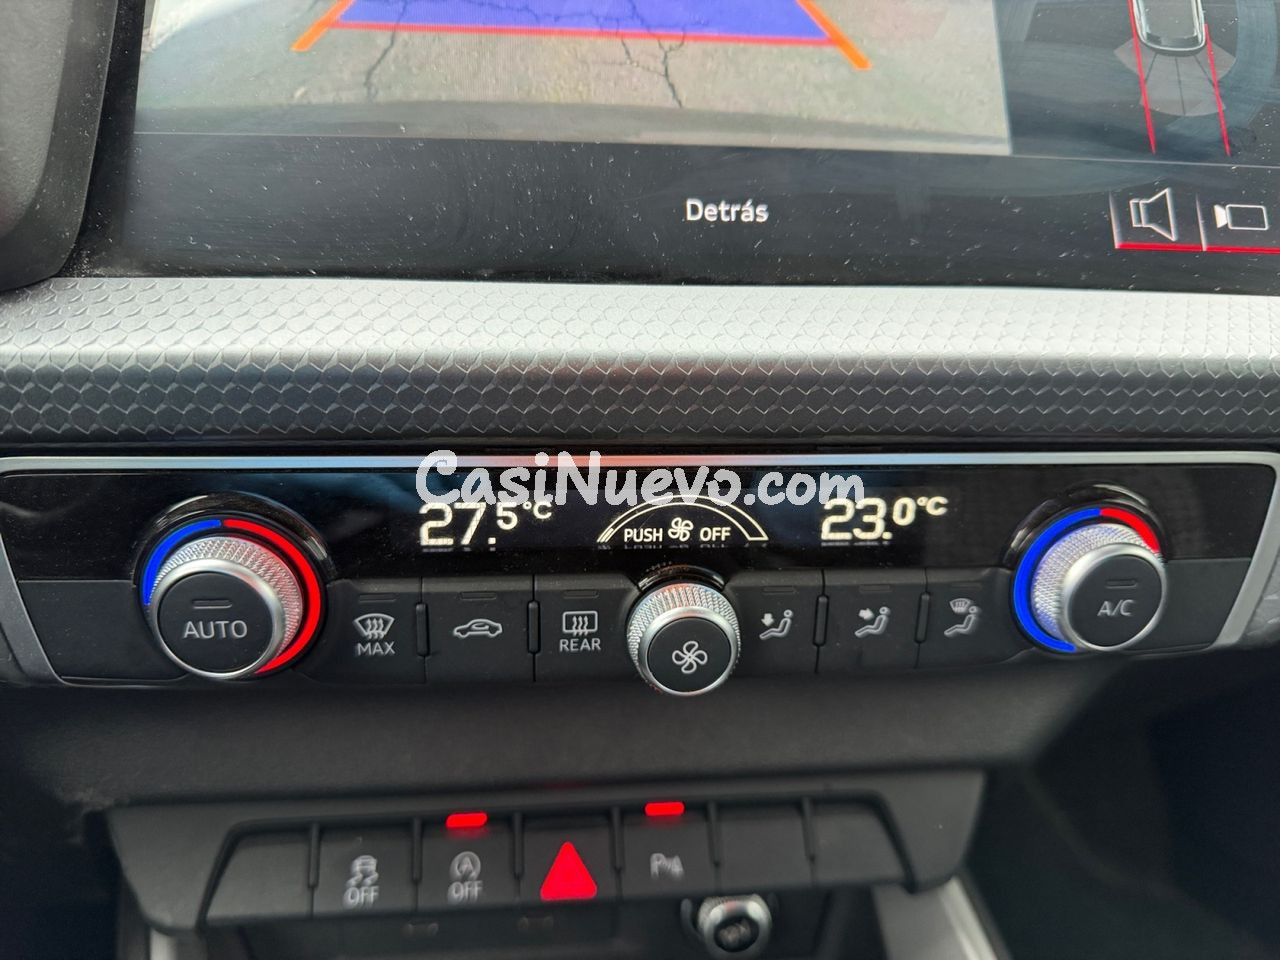 Detrás
CasiNuevo.com
27.5°C
PUSH OFF
23.0°C
AUTO
MAX
REAR
A/C
OFF
A
OFF